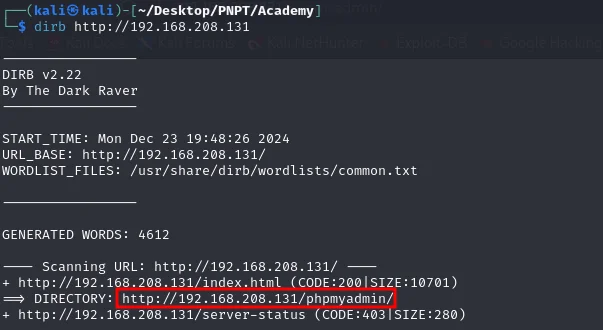 ┌──(kali㉿kali)-[~/Desktop/PNPT/Academy]
└─$ dirb http://192.168.208.131
-----------------
DIRB v2.22
By The Dark Raver
-----------------
START_TIME: Mon Dec 23 19:48:26 2024
URL_BASE: http://192.168.208.131/
WORDLIST_FILES: /usr/share/dirb/wordlists/common.txt
-----------------
GENERATED WORDS: 4612
---- Scanning URL: http://192.168.208.131/ ----
+ http://192.168.208.131/index.html (CODE:200|SIZE:10701)
==> DIRECTORY: http://192.168.208.131/phpmyadmin/
+ http://192.168.208.131/server-status (CODE:403|SIZE:280)